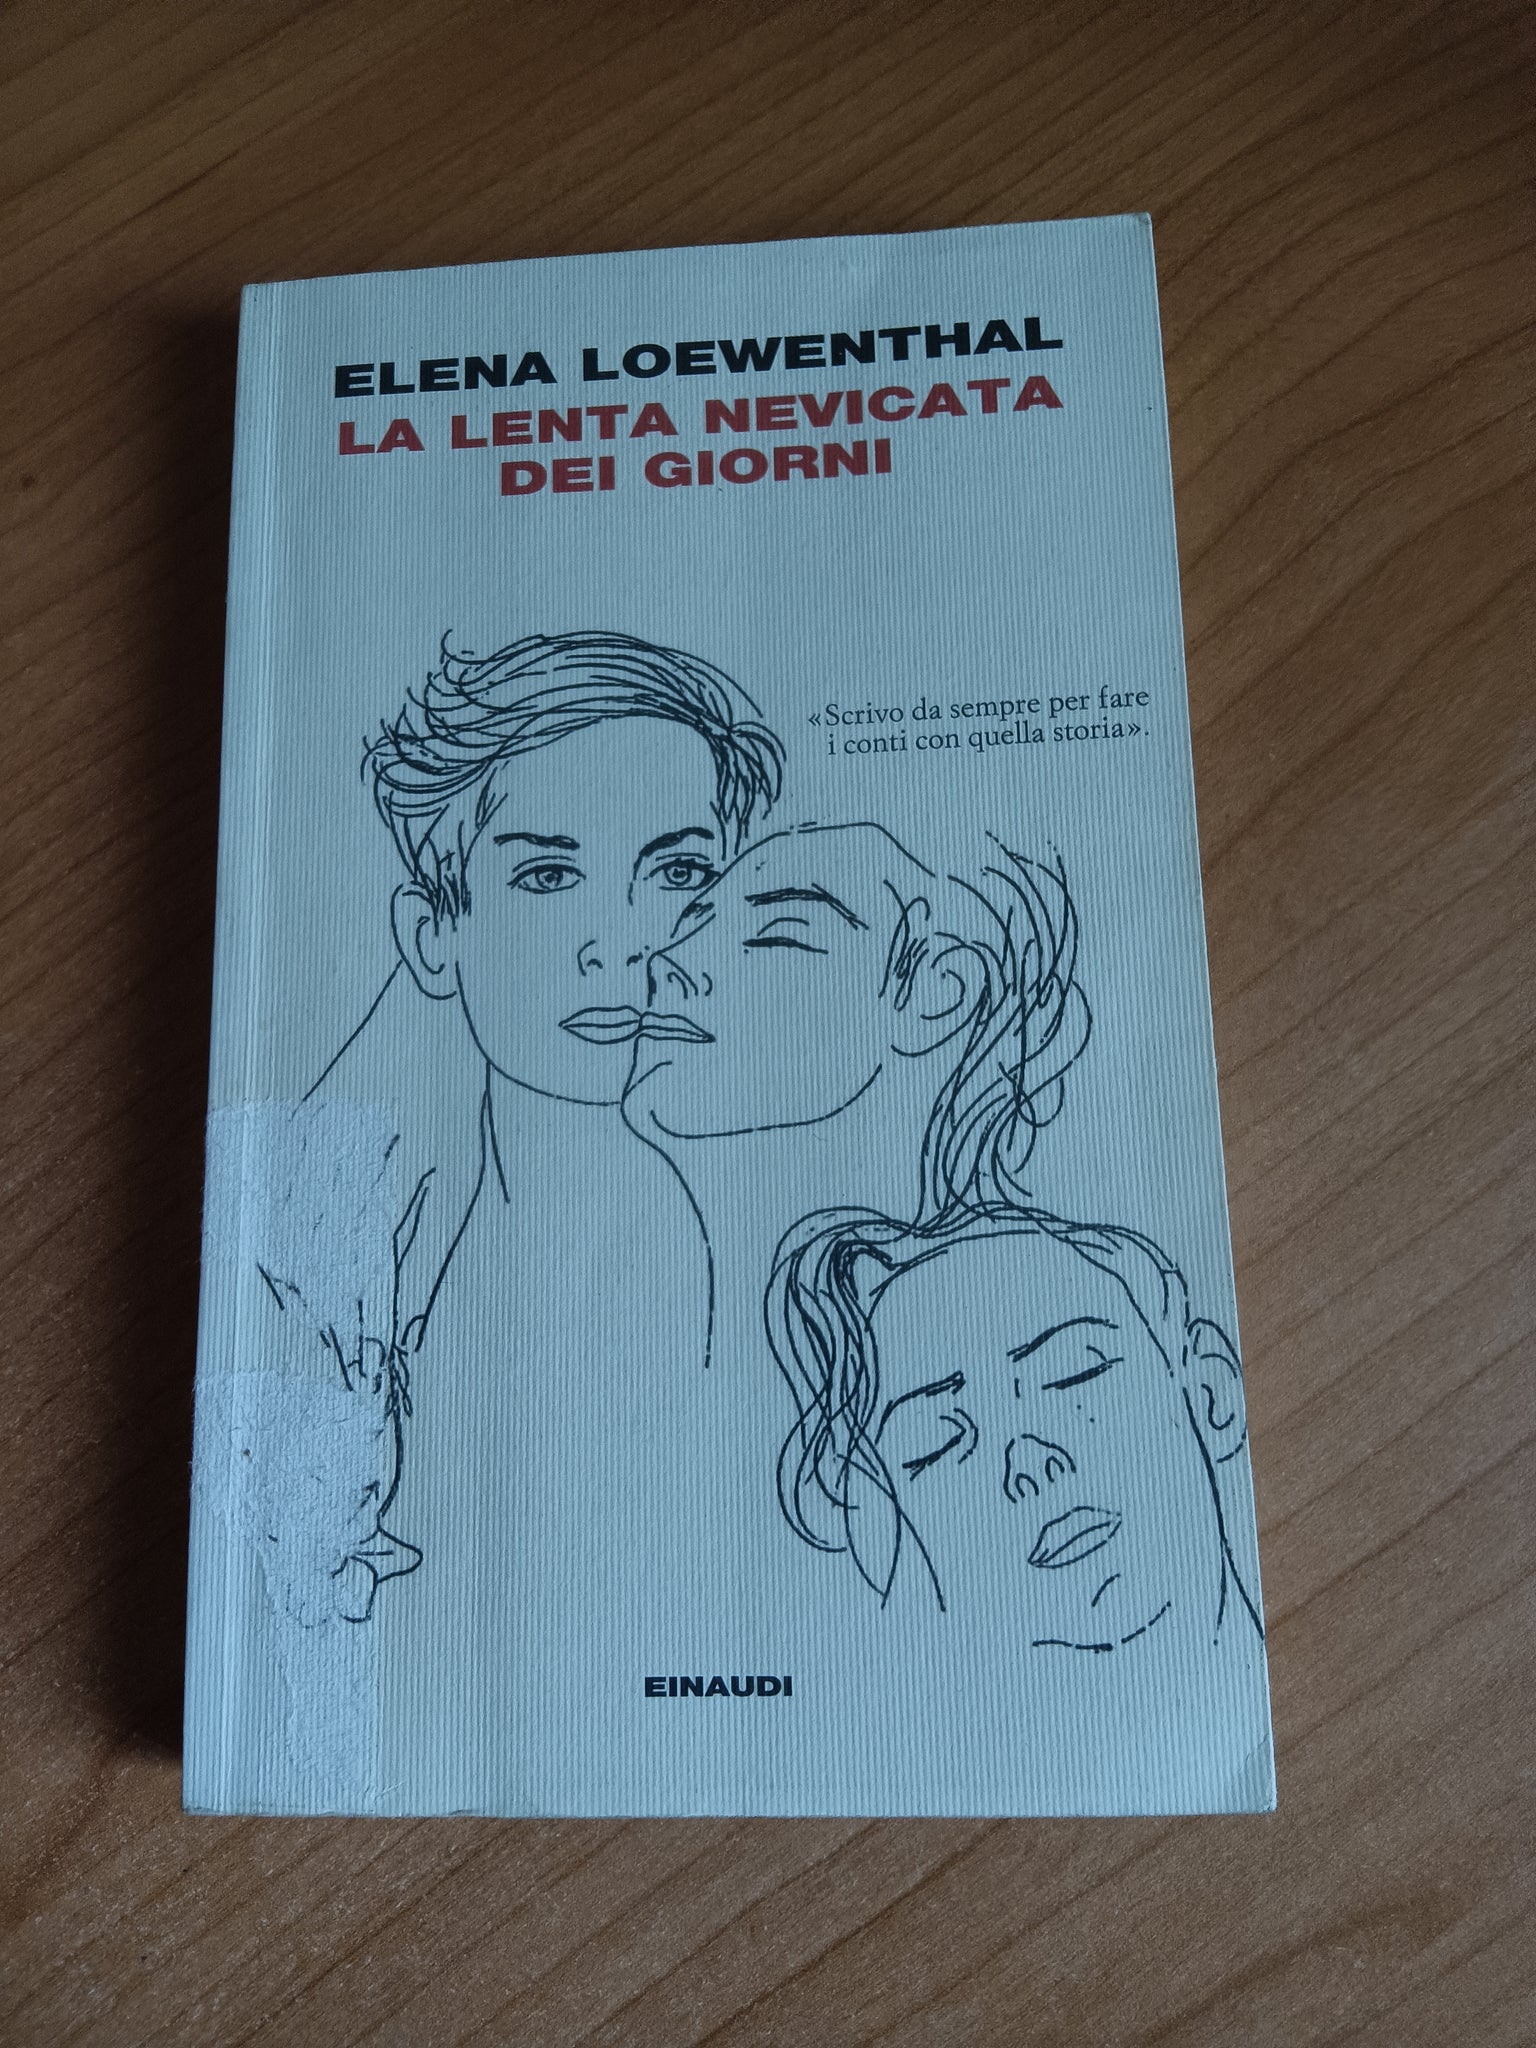 ELENA LOEWENTHAL
LA LENTA NEVICATA
DEI GIORNI
«Scrivo da sempre per fare
i conti con quella storia».
EINAUDI